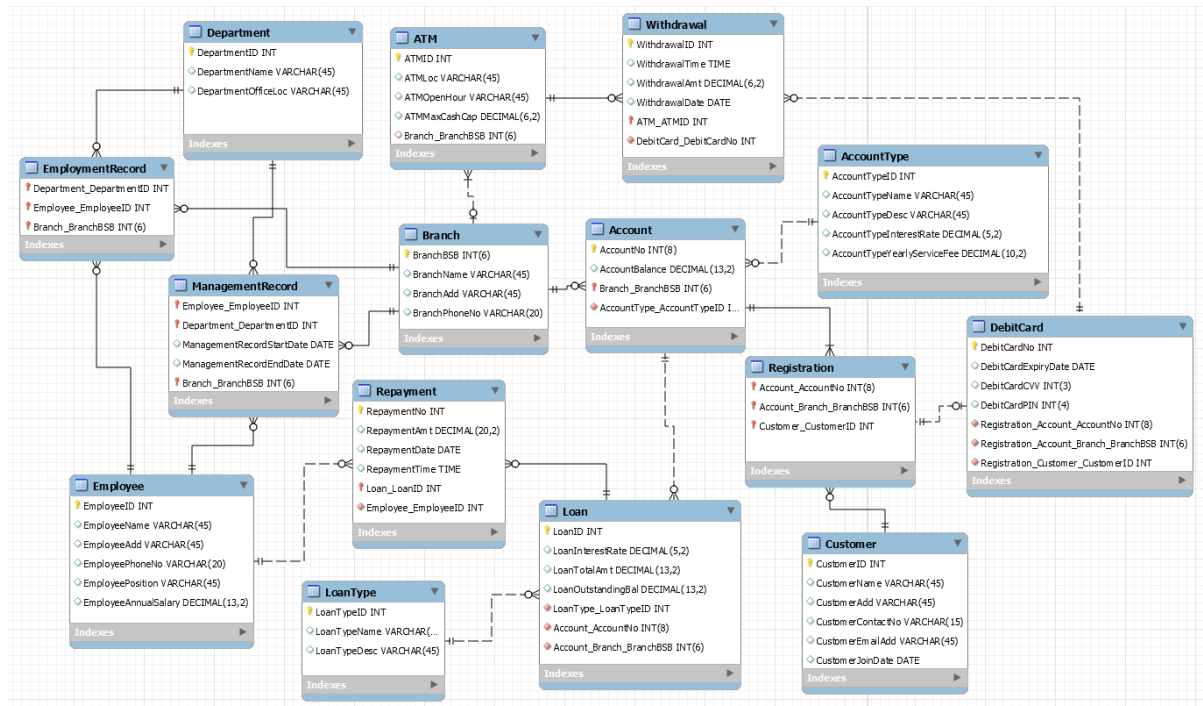 Department
DepartmentID INT
DepartmentName VARCHAR(45)
DepartmentOfficeLoc VARCHAR(45)
Indexes
ATM
ATMID INT
ATMLoc VARCHAR(45)
ATMOpenHour VARCHAR(45)
ATMMaxCashCap DECIMAL(6,2)
Branch_BranchBSB INT(6)
Indexes
Withdrawal
WithdrawalID INT
WithdrawalTime TIME
WithdrawalAmt DECIMAL(6,2)
WithdrawalDate DATE
ATM_ATMID INT
DebitCard_DebitCardNo INT
Indexes
EmploymentRecord
Department_DepartmentID INT
Employee_EmployeeID INT
Branch_BranchBSB INT(6)
Indexes
AccountType
AccountTypeID INT
AccountTypeName VARCHAR(45)
AccountTypeDesc VARCHAR(45)
AccountTypeInterestRate DECIMAL(5,2)
AccountTypeYearlyServiceFee DECIMAL(10,2)
Indexes
Branch
BranchBSB INT(6)
BranchName VARCHAR(45)
BranchAdd VARCHAR(45)
BranchPhoneNo VARCHAR(20)
Indexes
Account
AccountNo INT(8)
AccountBalance DECIMAL(13,2)
Branch_BranchBSB INT(6)
AccountType_AccountTypeID I...
Indexes
ManagementRecord
Employee_EmployeeID INT
Department_DepartmentID INT
ManagementRecordStartDate DATE
ManagementRecordEndDate DATE
Branch_BranchBSB INT(6)
Indexes
DebitCard
DebitCardNo INT
DebitCardExpiryDate DATE
DebitCardCVV INT(3)
DebitCardPIN INT(4)
Registration_Account_AccountNo INT(8)
Registration_Account_Branch_BranchBSB INT(6)
Registration_Customer_CustomerID INT
Indexes
Registration
Account_AccountNo INT(8)
Account_Branch_BranchBSB INT(6)
Customer_CustomerID INT
Indexes
Repayment
RepaymentNo INT
RepaymentAmt DECIMAL(20,2)
RepaymentDate DATE
RepaymentTime TIME
Loan_LoanID INT
Employee_EmployeeID INT
Indexes
Employee
EmployeeID INT
EmployeeName VARCHAR(45)
EmployeeAdd VARCHAR(45)
EmployeePhoneNo VARCHAR(20)
EmployeePosition VARCHAR(45)
EmployeeAnnualSalary DECIMAL(13,2)
Indexes
Loan
LoanID INT
LoanInterestRate DECIMAL(5,2)
LoanTotalAmt DECIMAL(13,2)
LoanOutstandingBal DECIMAL(13,2)
LoanType_LoanTypeID INT
Account_AccountNo INT(8)
Account_Branch_BranchBSB INT(6)
Indexes
Customer
CustomerID INT
CustomerName VARCHAR(45)
CustomerAdd VARCHAR(45)
CustomerContactNo VARCHAR(15)
CustomerEmailAdd VARCHAR(45)
CustomerJoinDate DATE
Indexes
LoanType
LoanTypeID INT
LoanTypeName VARCHAR(...
LoanTypeDesc VARCHAR(45)
Indexes